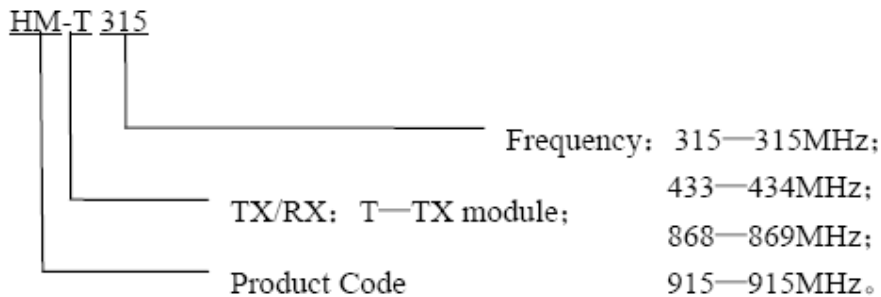 HM-T 315
Frequency：315—315MHz；
433—434MHz；
TX/RX：T—TX module；
868—869MHz；
Product Code 915—915MHz。